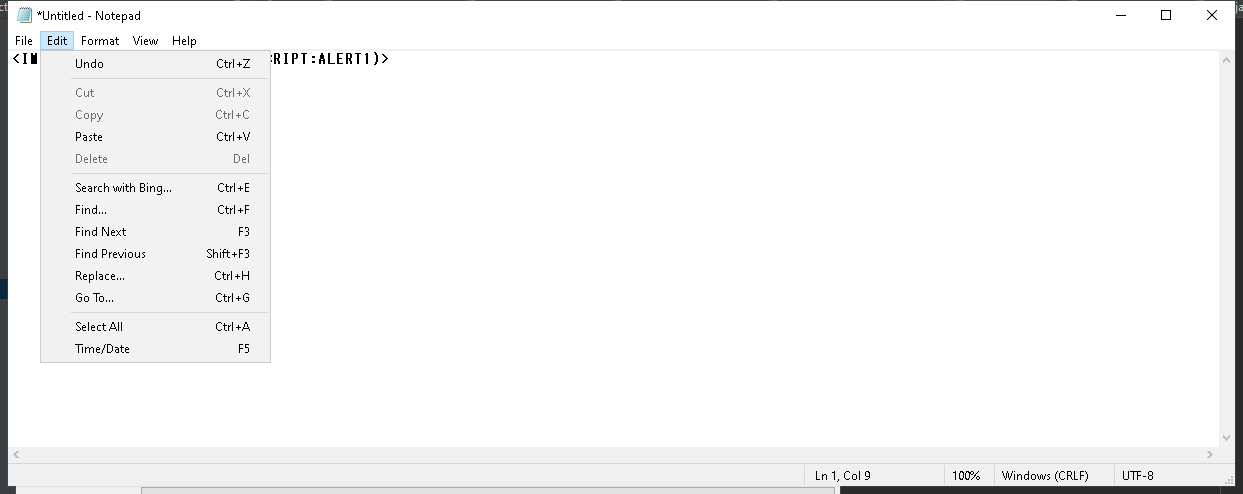 *Untitled - Notepad
File Edit Format View Help
<IM RIPT:ALERT1)>
Undo Ctrl+Z
Cut Ctrl+X
Copy Ctrl+C
Paste Ctrl+V
Delete Del
Search with Bing... Ctrl+E
Find... Ctrl+F
Find Next F3
Find Previous Shift+F3
Replace... Ctrl+H
Go To... Ctrl+G
Select All Ctrl+A
Time/Date F5
Ln 1, Col 9 100% Windows (CRLF) UTF-8